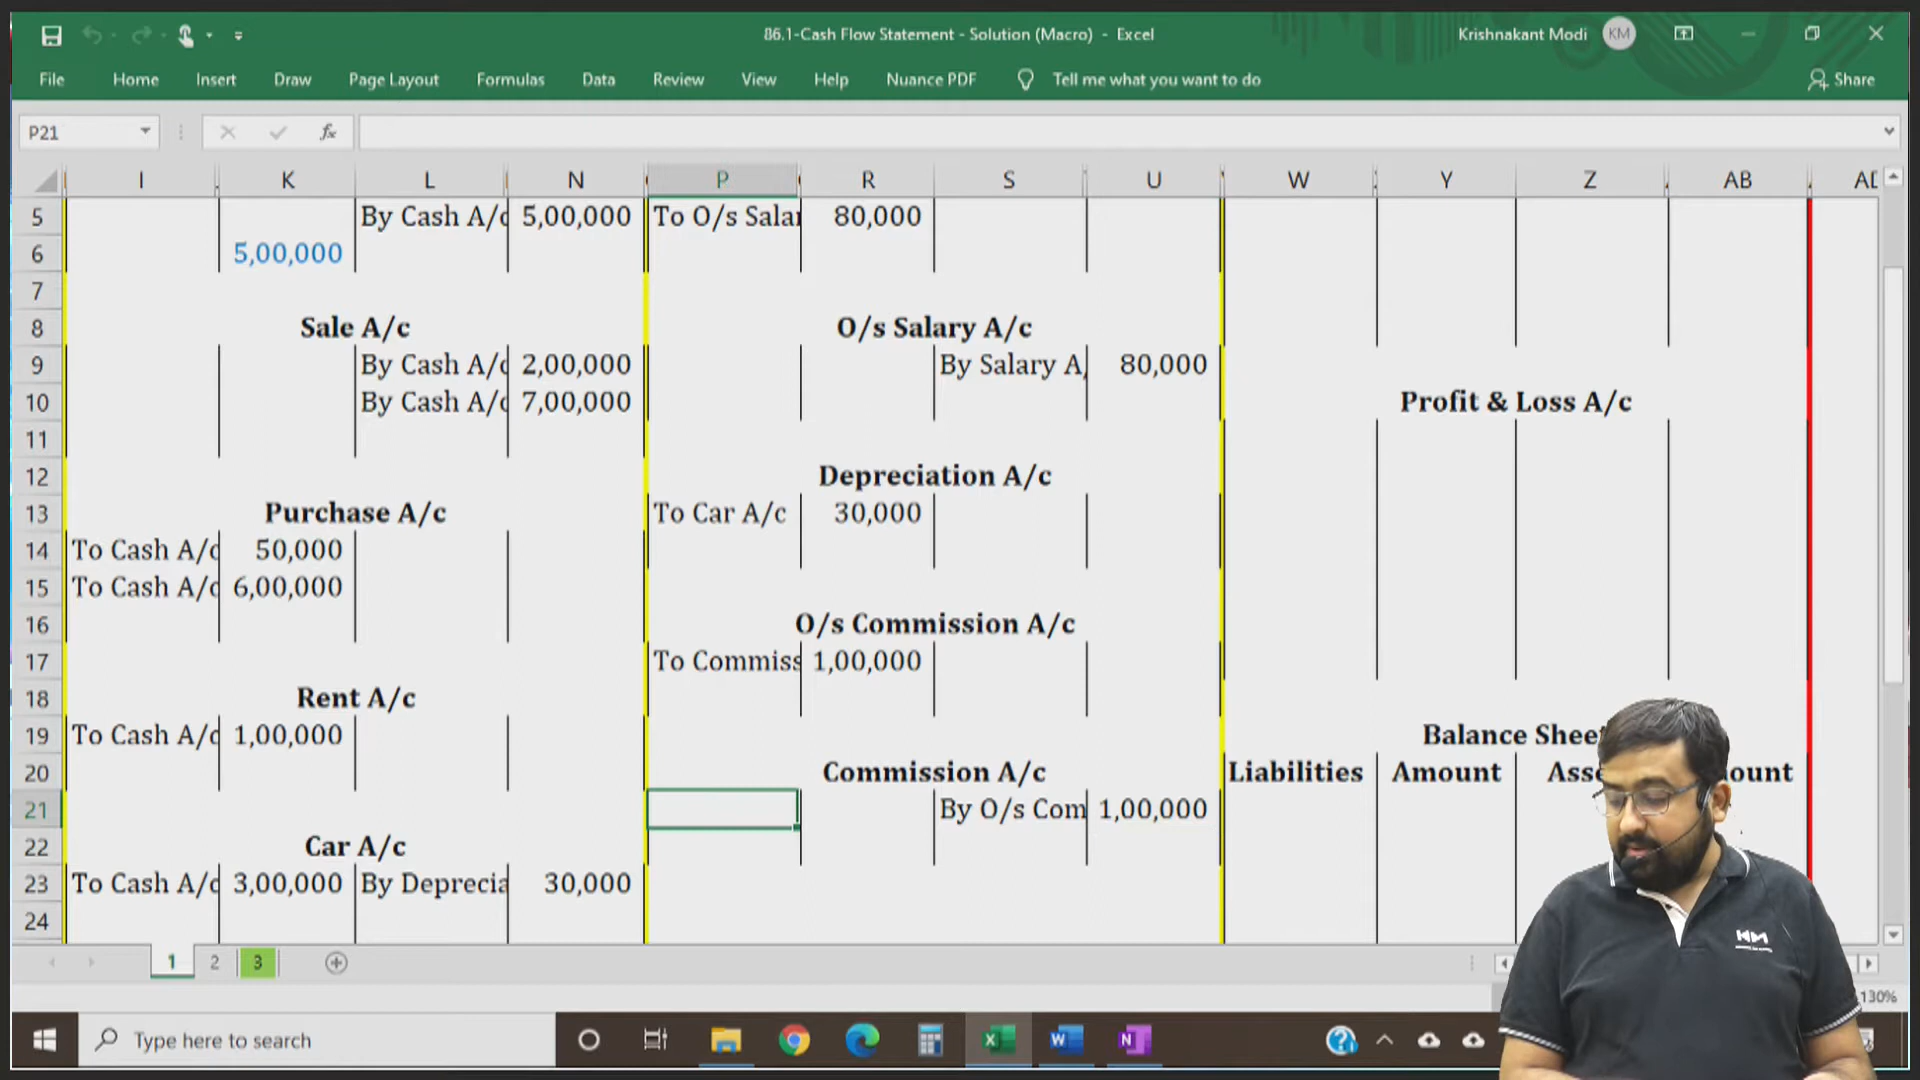 86.1-Cash Flow Statement - Solution (Macro) - Excel
Krishnakant Modi KM
File Home Insert Draw Page Layout Formulas Data Review View Help Nuance PDF Tell me what you want to do Share
P21 fx
I K L N P R S U W Y Z AB
5 By Cash A/c 5,00,000 To O/s Salar 80,000
6 5,00,000
7
8 Sale A/c O/s Salary A/c
9 By Cash A/c 2,00,000 By Salary A/ 80,000
10 By Cash A/c 7,00,000 Profit & Loss A/c
11
12 Depreciation A/c
13 Purchase A/c To Car A/c 30,000
14 To Cash A/c 50,000
15 To Cash A/c 6,00,000
16 O/s Commission A/c
17 To Commiss 1,00,000
18 Rent A/c
19 To Cash A/c 1,00,000 Balance Sheet
20 Commission A/c Liabilities Amount Asse ount
21 By O/s Com 1,00,000
22 Car A/c
23 To Cash A/c 3,00,000 By Deprecia 30,000
24
1 2 3
130%
Type here to search
KM